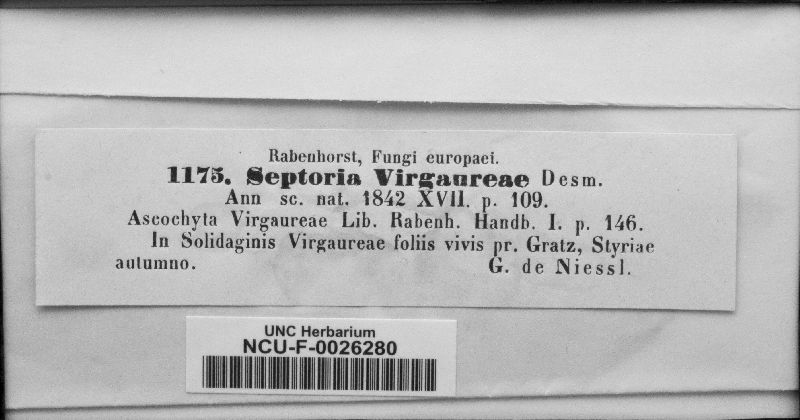 Rabenhorst, Fungi europaei.
1175. Septoria Virgaureae Desm.
Ann sc. nat. 1842 XVII. p. 109.
Ascochyta Virgaureae Lib. Rabenh. Handb. I. p. 146.
In Solidaginis Virgaureae foliis vivis pr. Gratz, Styriae
autumno. G. de Niessl.
UNC Herbarium
NCU-F-0026280